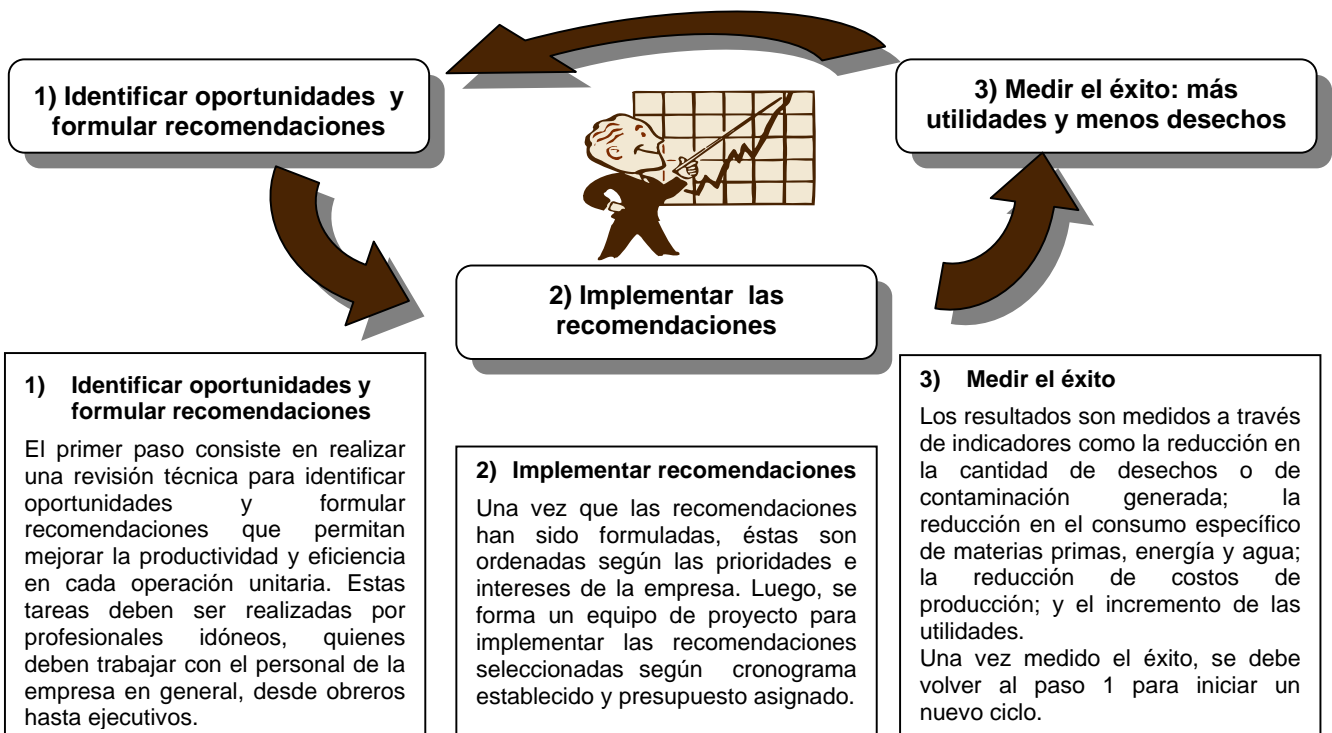 1) Identificar oportunidades y
formular recomendaciones
3) Medir el éxito: más
utilidades y menos desechos
2) Implementar las
recomendaciones
1) Identificar oportunidades y
formular recomendaciones
El primer paso consiste en realizar
una revisión técnica para identificar
oportunidades y formular
recomendaciones que permitan
mejorar la productividad y eficiencia
en cada operación unitaria. Estas
tareas deben ser realizadas por
profesionales idóneos, quienes
deben trabajar con el personal de la
empresa en general, desde obreros
hasta ejecutivos.
2) Implementar recomendaciones
Una vez que las recomendaciones
han sido formuladas, éstas son
ordenadas según las prioridades e
intereses de la empresa. Luego, se
forma un equipo de proyecto para
implementar las recomendaciones
seleccionadas según cronograma
establecido y presupuesto asignado.
3) Medir el éxito
Los resultados son medidos a través
de indicadores como la reducción en
la cantidad de desechos o de
contaminación generada; la
reducción en el consumo específico
de materias primas, energía y agua;
la reducción de costos de
producción; y el incremento de las
utilidades.
Una vez medido el éxito, se debe
volver al paso 1 para iniciar un
nuevo ciclo.